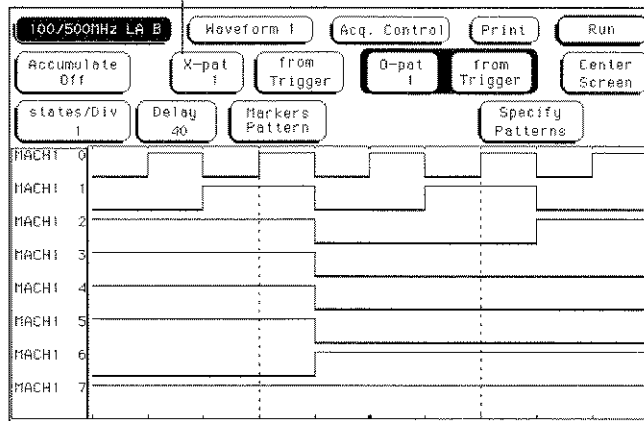 100/500MHz LA B
Waveform 1
Acq. Control
Print
Run
Accumulate
Off
X-pat
1
from
Trigger
O-pat
1
from
Trigger
Center
Screen
states/Div
1
Delay
40
Markers
Pattern
Specify
Patterns
MACH1 0
MACH1 1
MACH1 2
MACH1 3
MACH1 4
MACH1 5
MACH1 6
MACH1 7